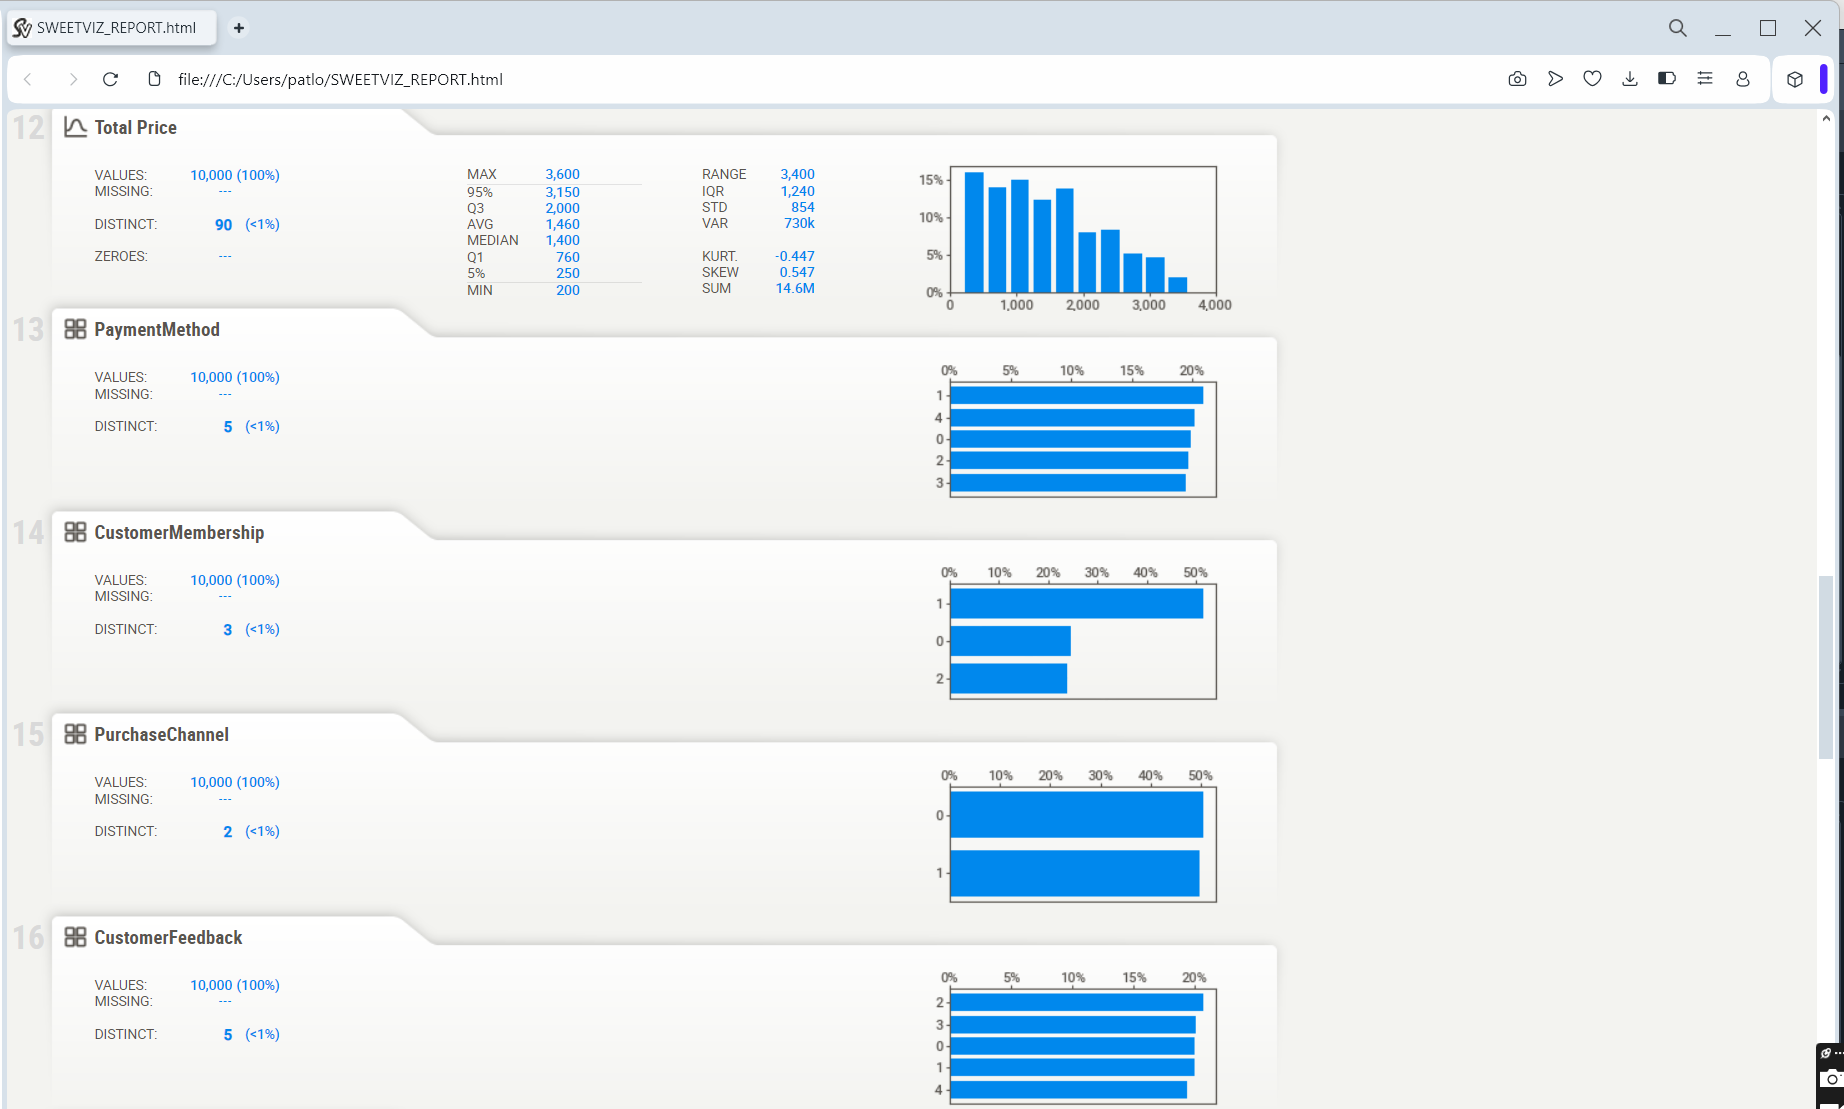 SWEETVIZ_REPORT.html
file:///C:/Users/patlo/SWEETVIZ_REPORT.html
12 Total Price
VALUES: 10,000 (100%)
MISSING: ---
DISTINCT: 90 (<1%)
ZEROES: ---
MAX 3,600
95% 3,150
Q3 2,000
AVG 1,460
MEDIAN 1,400
Q1 760
5% 250
MIN 200
RANGE 3,400
IQR 1,240
STD 854
VAR 730k
KURT. -0.447
SKEW 0.547
SUM 14.6M
15%
10%
5%
0%
0 1,000 2,000 3,000 4,000
13 PaymentMethod
VALUES: 10,000 (100%)
MISSING: ---
DISTINCT: 5 (<1%)
0% 5% 10% 15% 20%
1
4
0
2
3
14 CustomerMembership
VALUES: 10,000 (100%)
MISSING: ---
DISTINCT: 3 (<1%)
0% 10% 20% 30% 40% 50%
1
0
2
15 PurchaseChannel
VALUES: 10,000 (100%)
MISSING: ---
DISTINCT: 2 (<1%)
0% 10% 20% 30% 40% 50%
0
1
16 CustomerFeedback
VALUES: 10,000 (100%)
MISSING: ---
DISTINCT: 5 (<1%)
0% 5% 10% 15% 20%
2
3
0
1
4